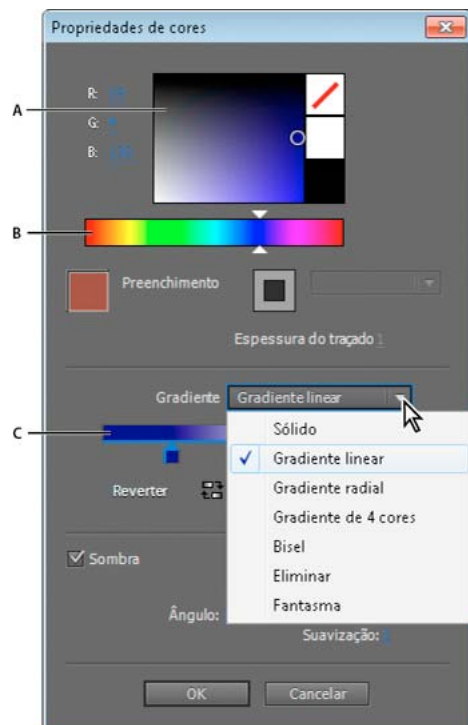 Propriedades de cores
A
R:
G:
B:
B
Preenchimento
Espessura do traçado 1
Gradiente Gradiente linear
C
Sólido
Gradiente linear
Reverter
Gradiente radial
Gradiente de 4 cores
Sombra
Bisel
Eliminar
Ângulo:
Fantasma
Suavização:
OK Cancelar